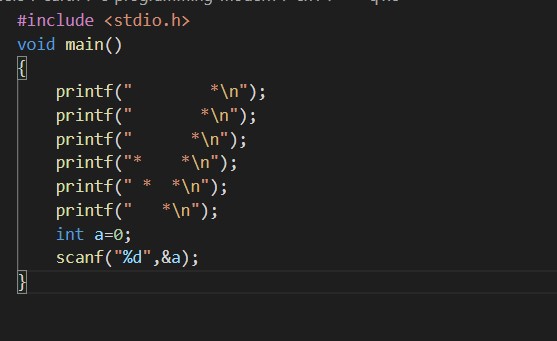 #include <stdio.h>
void main()
{
    printf("        *\n");
    printf("       *\n");
    printf("      *\n");
    printf("*    *\n");
    printf(" *  *\n");
    printf("   *\n");
    int a=0;
    scanf("%d",&a);
}